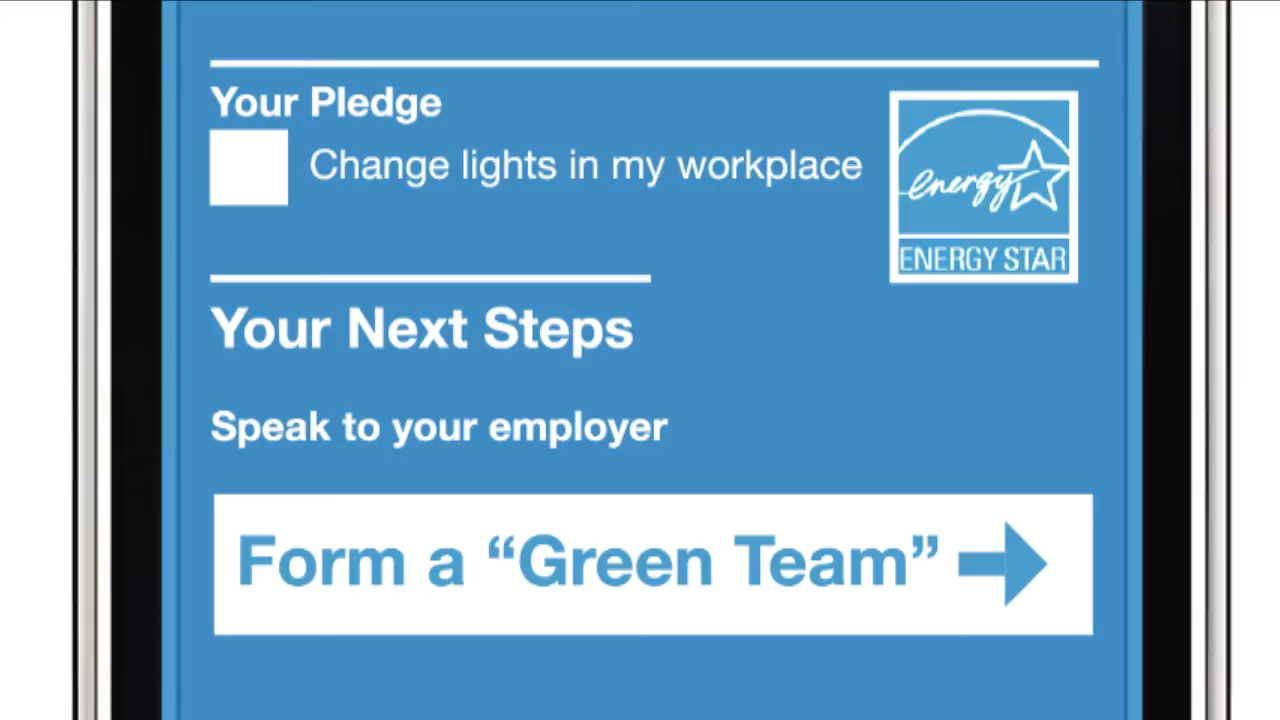 Your Pledge
Change lights in my workplace
energy
ENERGY STAR
Your Next Steps
Speak to your employer
Form a “Green Team”